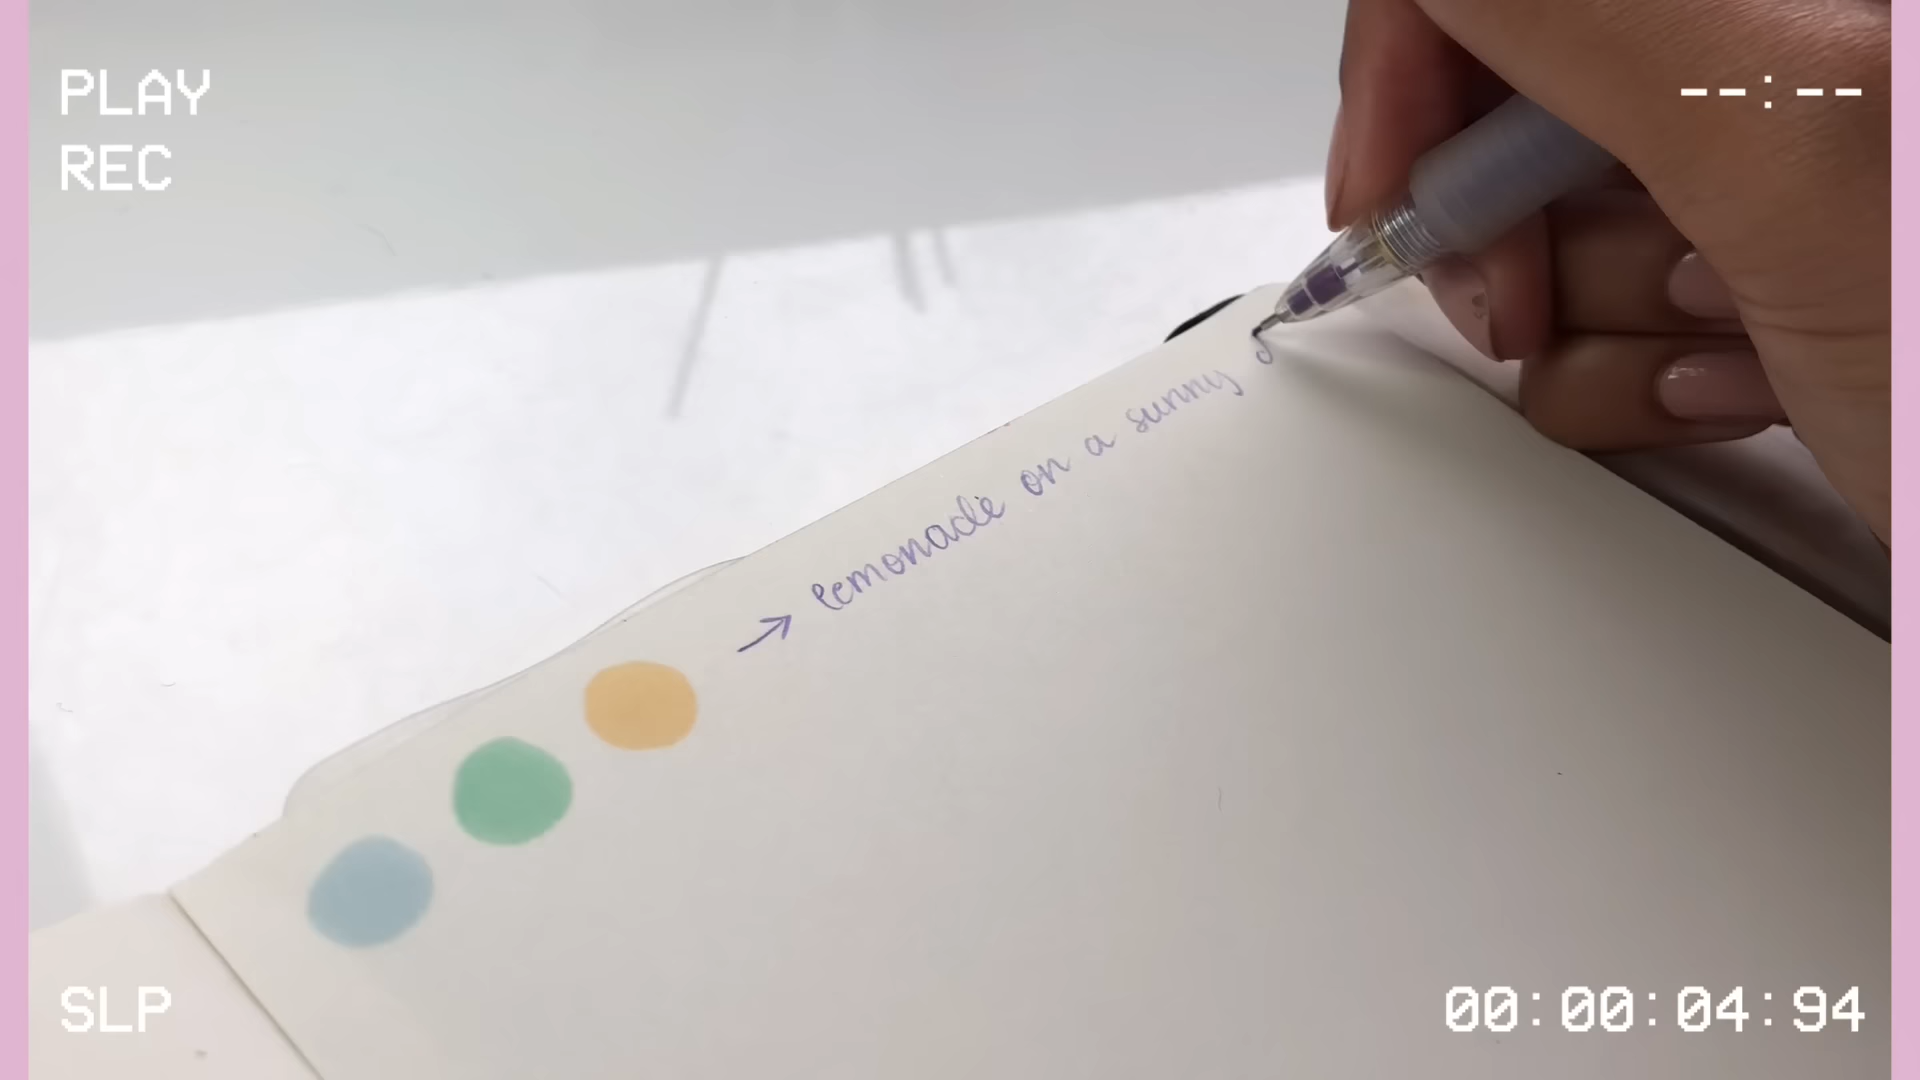 PLAY
REC
--:--
→ lemonade on a sunny d
SLP
00:00:04:94